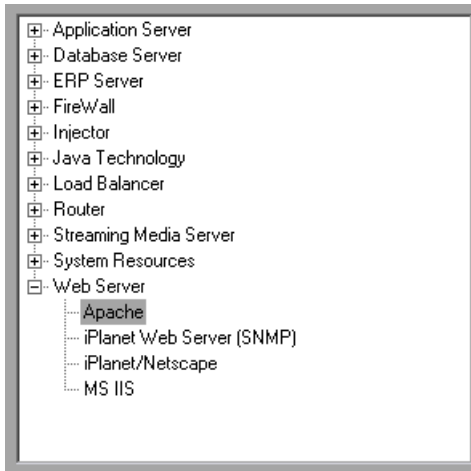 Application Server
Database Server
ERP Server
FireWall
Injector
Java Technology
Load Balancer
Router
Streaming Media Server
System Resources
Web Server
Apache
iPlanet Web Server (SNMP)
iPlanet/Netscape
MS IIS